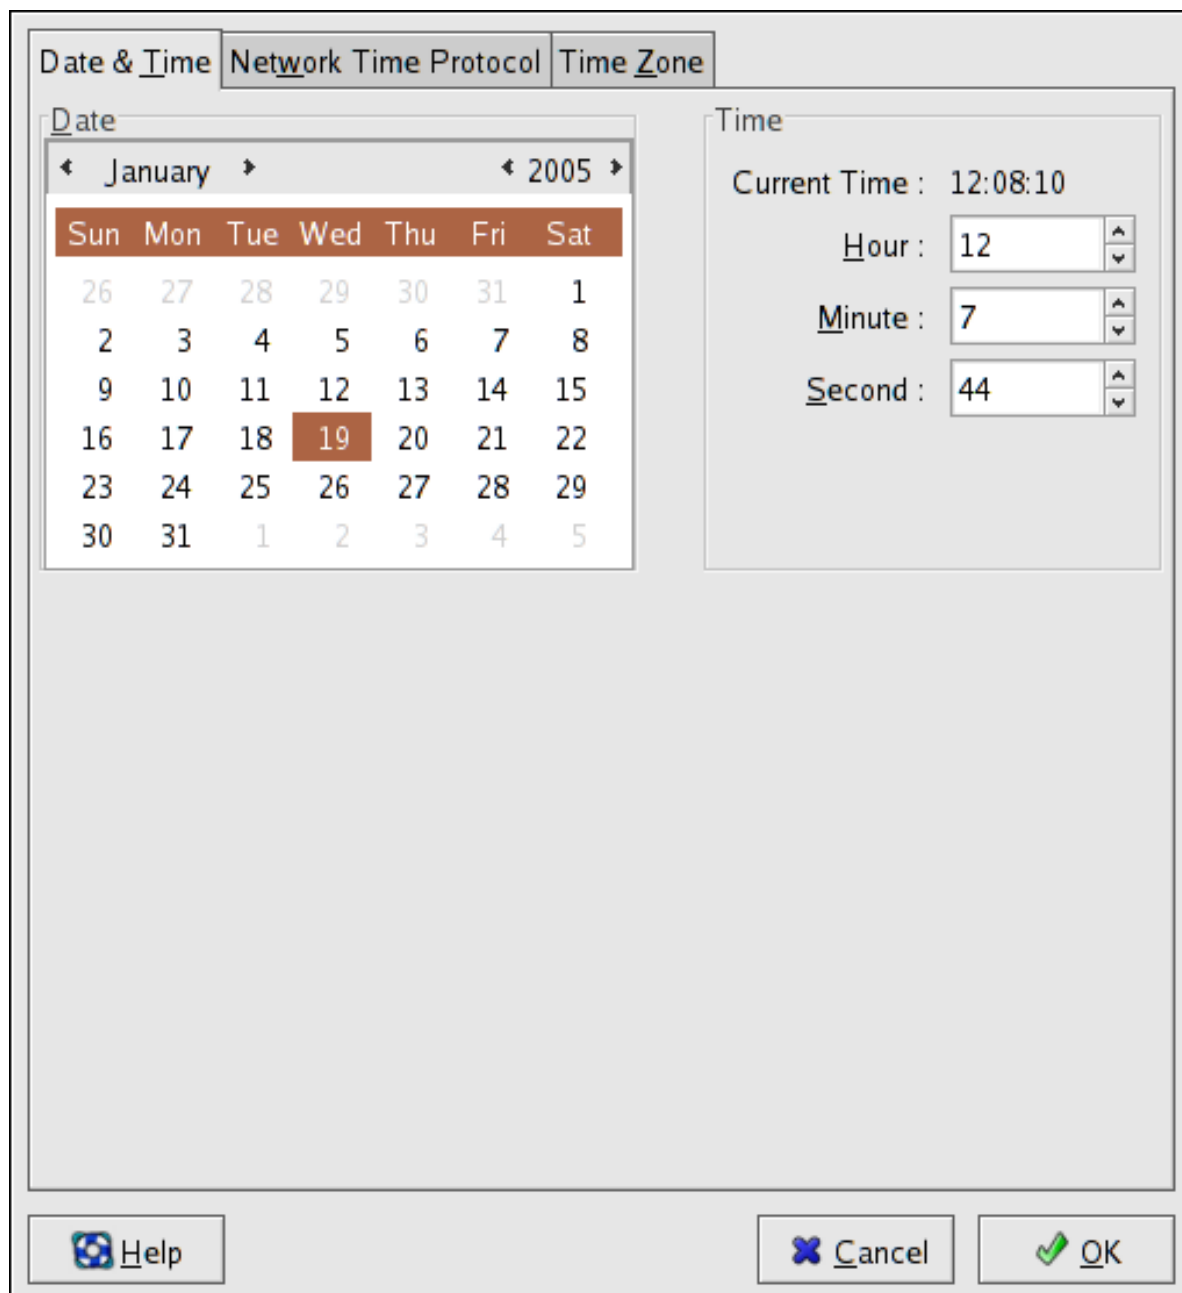 Date & Time Network Time Protocol Time Zone
Date
January 2005
Sun Mon Tue Wed Thu Fri Sat
26 27 28 29 30 31 1
2 3 4 5 6 7 8
9 10 11 12 13 14 15
16 17 18 19 20 21 22
23 24 25 26 27 28 29
30 31 1 2 3 4 5
Time
Current Time : 12:08:10
Hour : 12
Minute : 7
Second : 44
Help Cancel OK